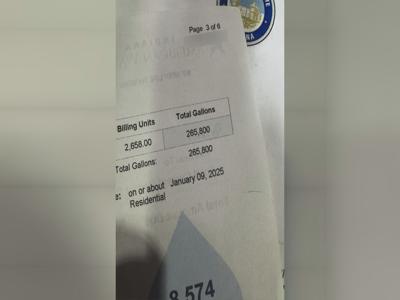 Page 3 of 6
Billing Units Total Gallons
2,658.00 265,800
Total Gallons: 265,800
e: on or about January 09, 2025
Residential
8,574